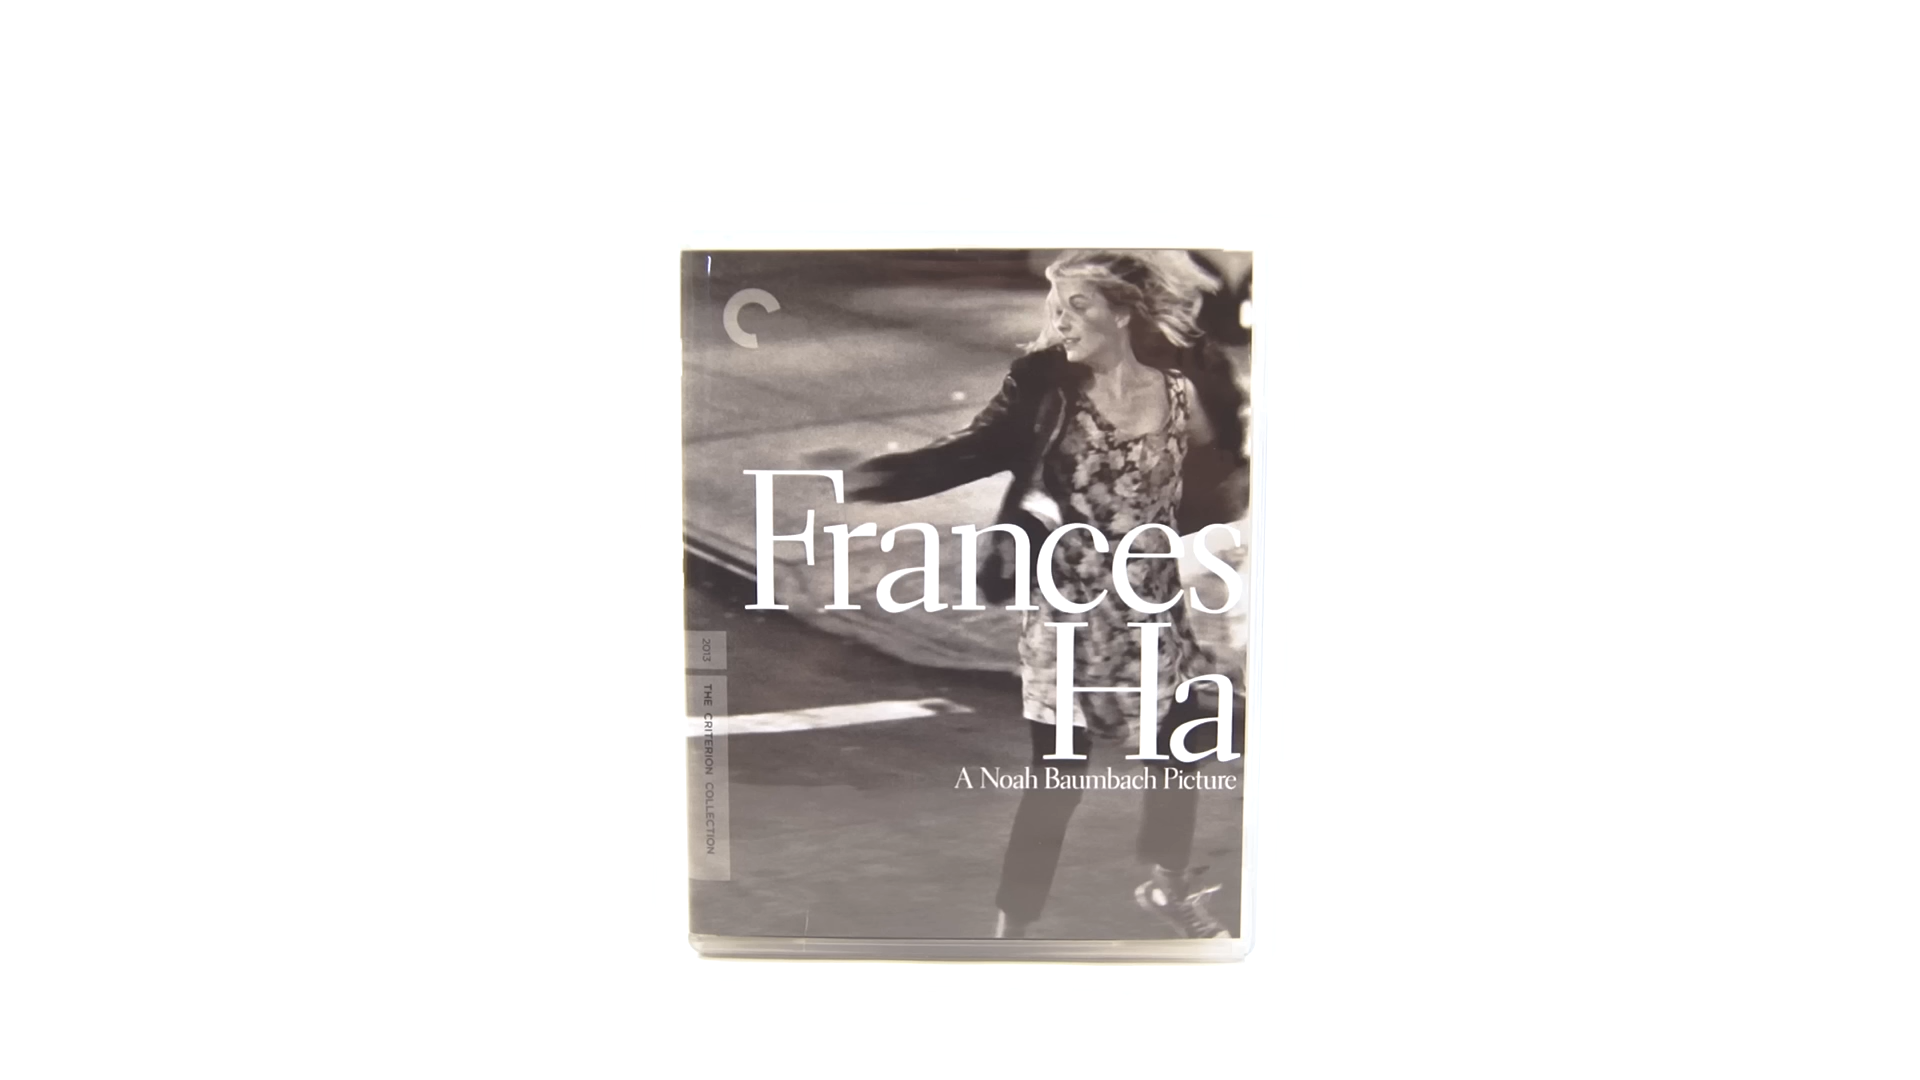 Frances
Ha
A Noah Baumbach Picture
2013
THE CRITERION COLLECTION